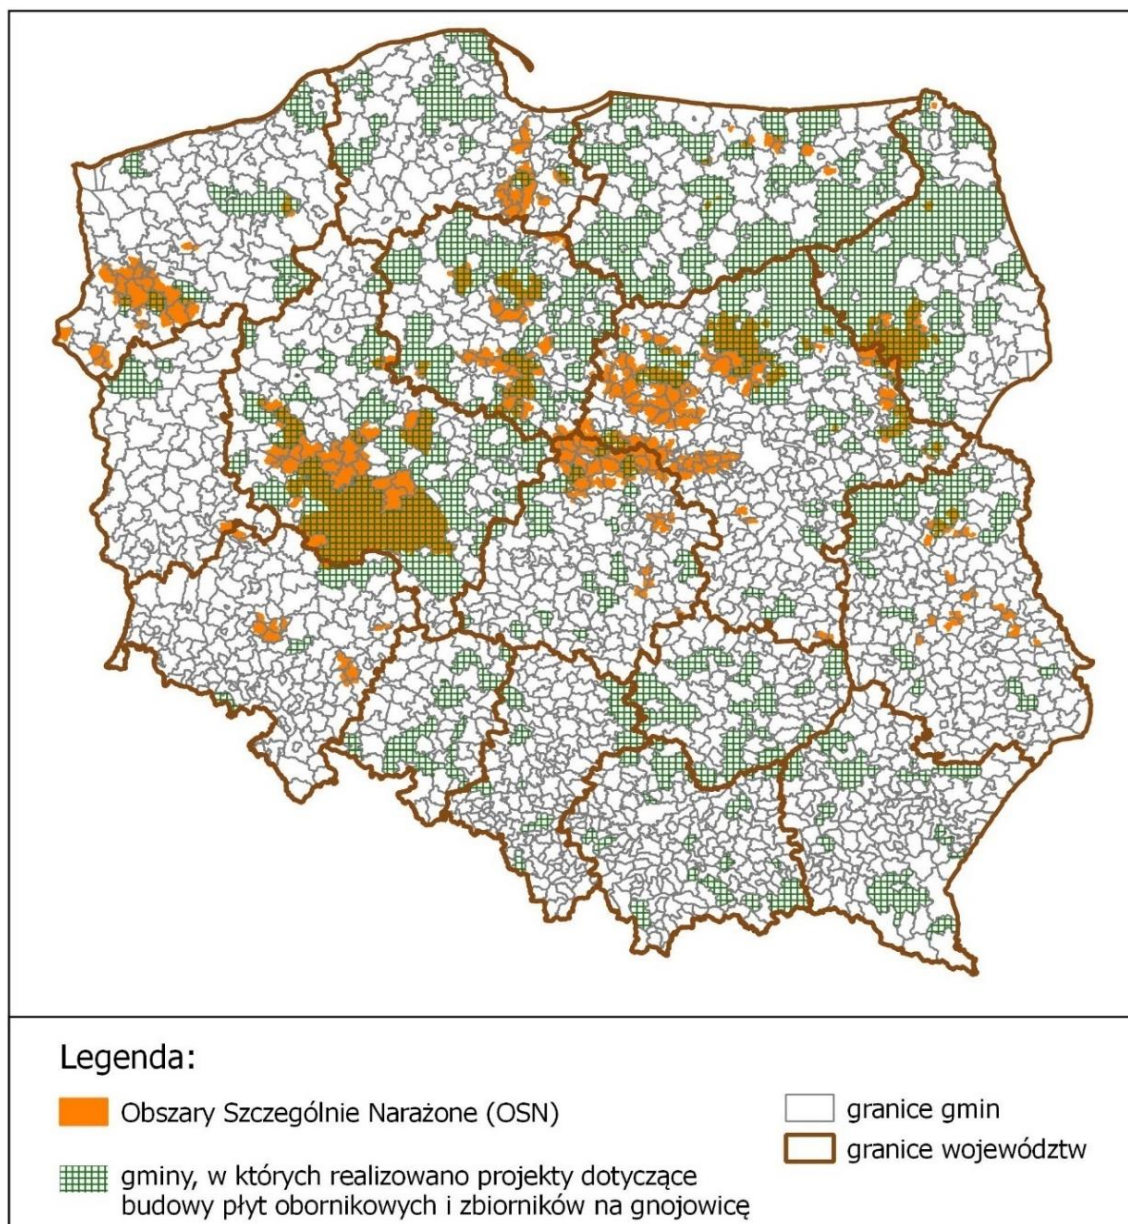 Legenda:
Obszary Szczególnie Narażone (OSN)
gminy, w których realizowano projekty dotyczące
budowy płyt obornikowych i zbiorników na gnojowicę
granice gmin
granice województw